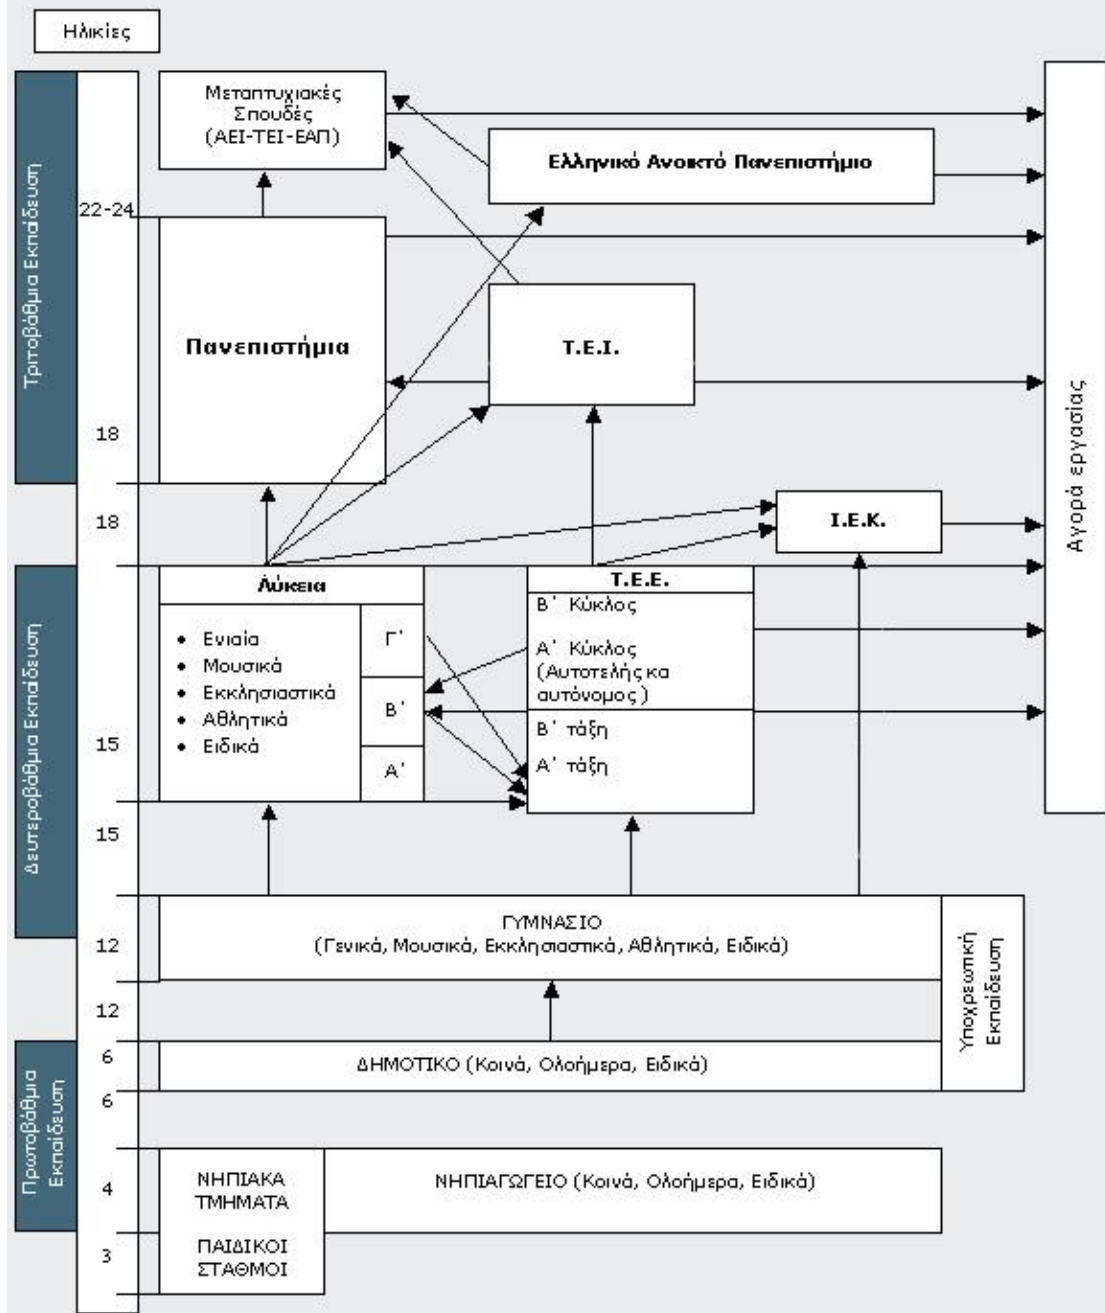 Ηλικίες
Μεταπτυχιακές
Σπουδές
(ΑΕΙ-ΤΕΙ-ΕΑΠ)
Ελληνικό Ανοικτό Πανεπιστήμιο
Τριτοβάθμια Εκπαίδευση
22-24
Πανεπιστήμια
Τ.Ε.Ι.
Αγορά εργασίας
18
18
Ι.Ε.Κ.
Δευτεροβάθμια Εκπαίδευση
Λύκεια
• Ενιαία
• Μουσικά
• Εκκλησιαστικά
• Αθλητικά
• Ειδικά
Γ΄
Β΄
Α΄
Τ.Ε.Ε.
Β΄ Κύκλος
Α΄ Κύκλος
(Αυτοτελής κα
αυτόνομος )
Β΄ τάξη
Α΄ τάξη
15
15
ΓΥΜΝΑΣΙΟ
(Γενικά, Μουσικά, Εκκλησιαστικά, Αθλητικά, Ειδικά)
12
12
Υποχρεωτική
Εκπαίδευση
Πρωτοβάθμια
Εκπαίδευση
6
ΔΗΜΟΤΙΚΟ (Κοινά, Ολοήμερα, Ειδικά)
6
4
ΝΗΠΙΑΚΑ
ΤΜΗΜΑΤΑ
ΝΗΠΙΑΓΩΓΕΙΟ (Κοινά, Ολοήμερα, Ειδικά)
3
ΠΑΙΔΙΚΟΙ
ΣΤΑΘΜΟΙ